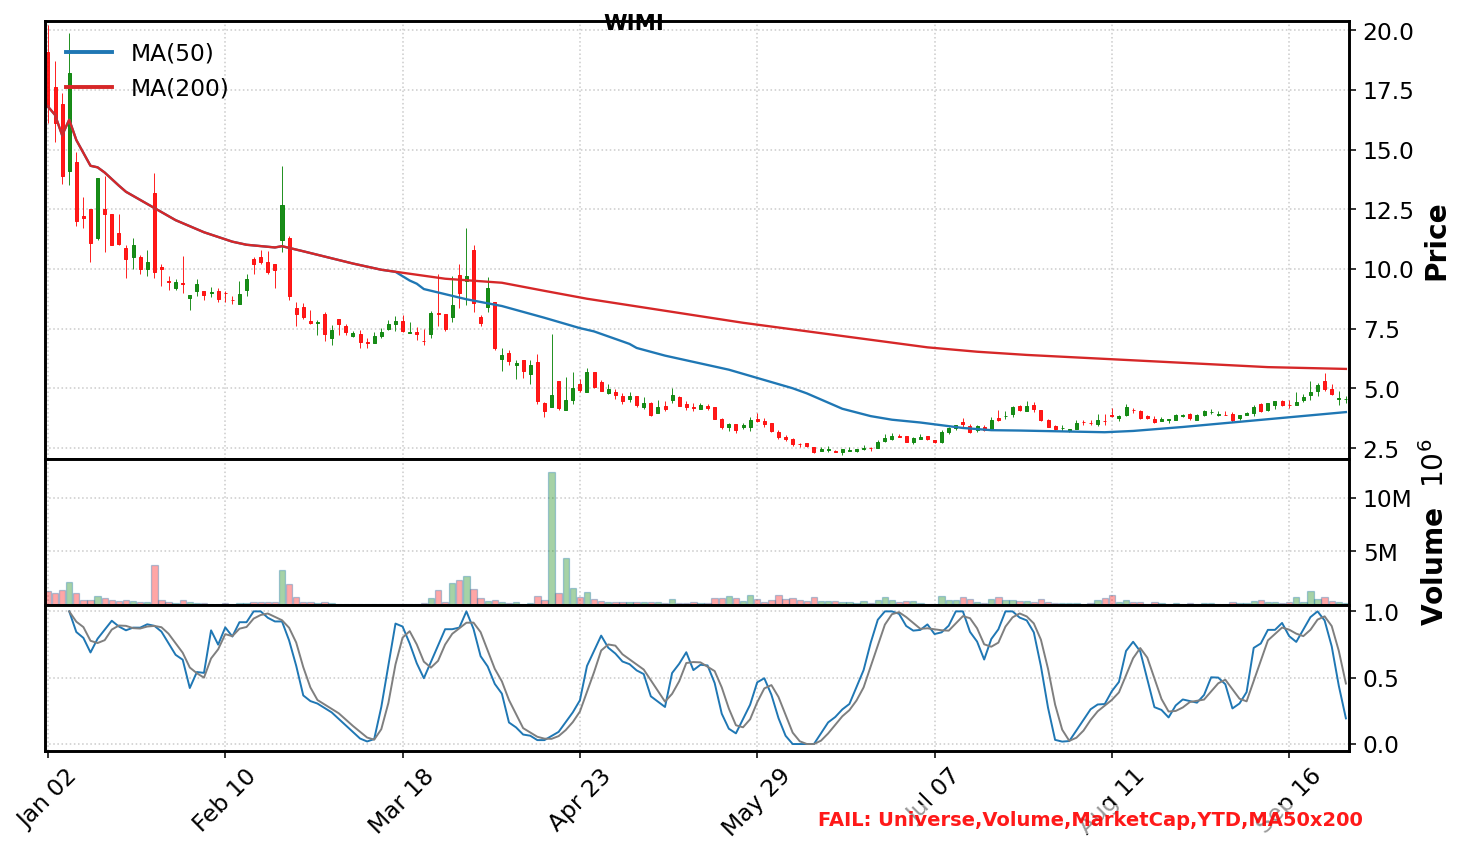 WIMI
MA(50)
MA(200)
20.0
17.5
15.0
12.5
10.0
7.5
5.0
2.5
Price
10M
5M
Volume 10⁶
1.0
0.5
0.0
Jan 02
Feb 10
Mar 18
Apr 23
May 29
Jul 07
Aug 11
Sep 16
FAIL: Universe,Volume,MarketCap,YTD,MA50x200